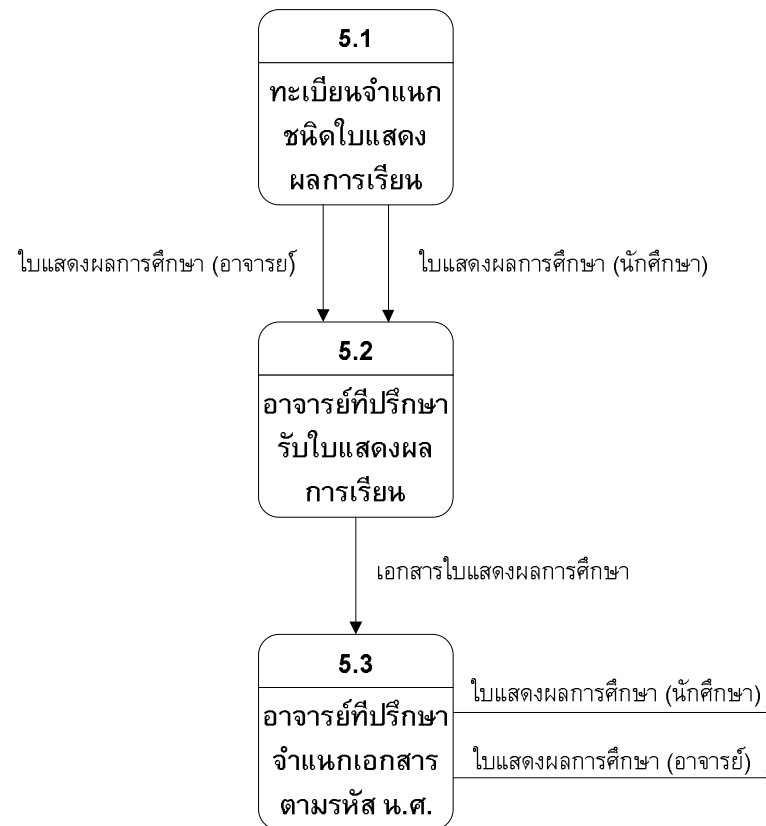 5.1
ทะเบียนจำแนก
ชนิดใบแสดง
ผลการเรียน
ใบแสดงผลการศึกษา (อาจารย์)
ใบแสดงผลการศึกษา (นักศึกษา)
5.2
อาจารย์ที่ปรึกษา
รับใบแสดงผล
การเรียน
เอกสารใบแสดงผลการศึกษา
5.3
อาจารย์ที่ปรึกษา
จำแนกเอกสาร
ตามรหัส น.ศ.
ใบแสดงผลการศึกษา (นักศึกษา)
ใบแสดงผลการศึกษา (อาจารย์)